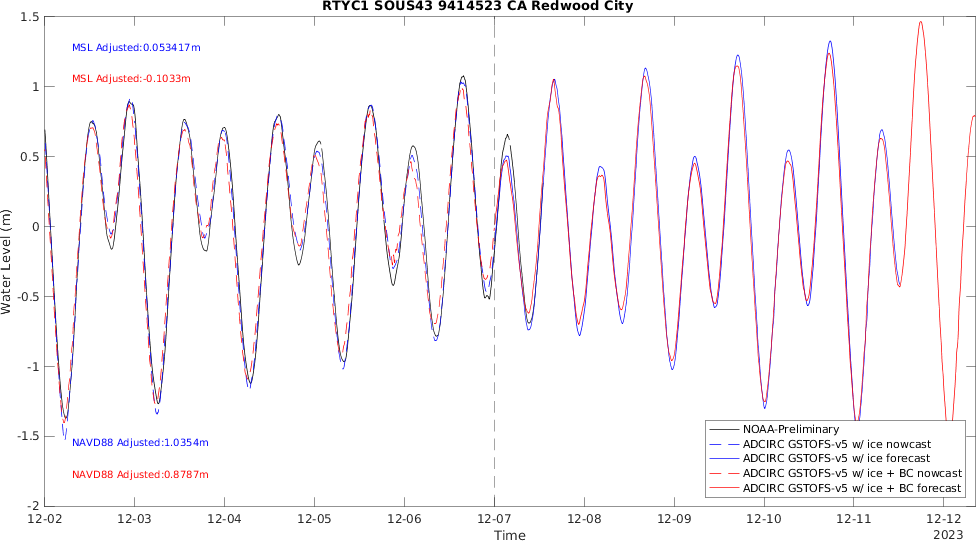 RTYC1 SOUS43 9414523 CA Redwood City
1.5
MSL Adjusted:0.053417m
MSL Adjusted:-0.1033m
1
0.5
0
-0.5
-1
-1.5
-2
Water Level (m)
NAVD88 Adjusted:1.0354m
NAVD88 Adjusted:0.8787m
NOAA-Preliminary
ADCIRC GSTOFS-v5 w/ ice nowcast
ADCIRC GSTOFS-v5 w/ ice forecast
ADCIRC GSTOFS-v5 w/ ice + BC nowcast
ADCIRC GSTOFS-v5 w/ ice + BC forecast
12-02 12-03 12-04 12-05 12-06 12-07 12-08 12-09 12-10 12-11 12-12
2023
Time